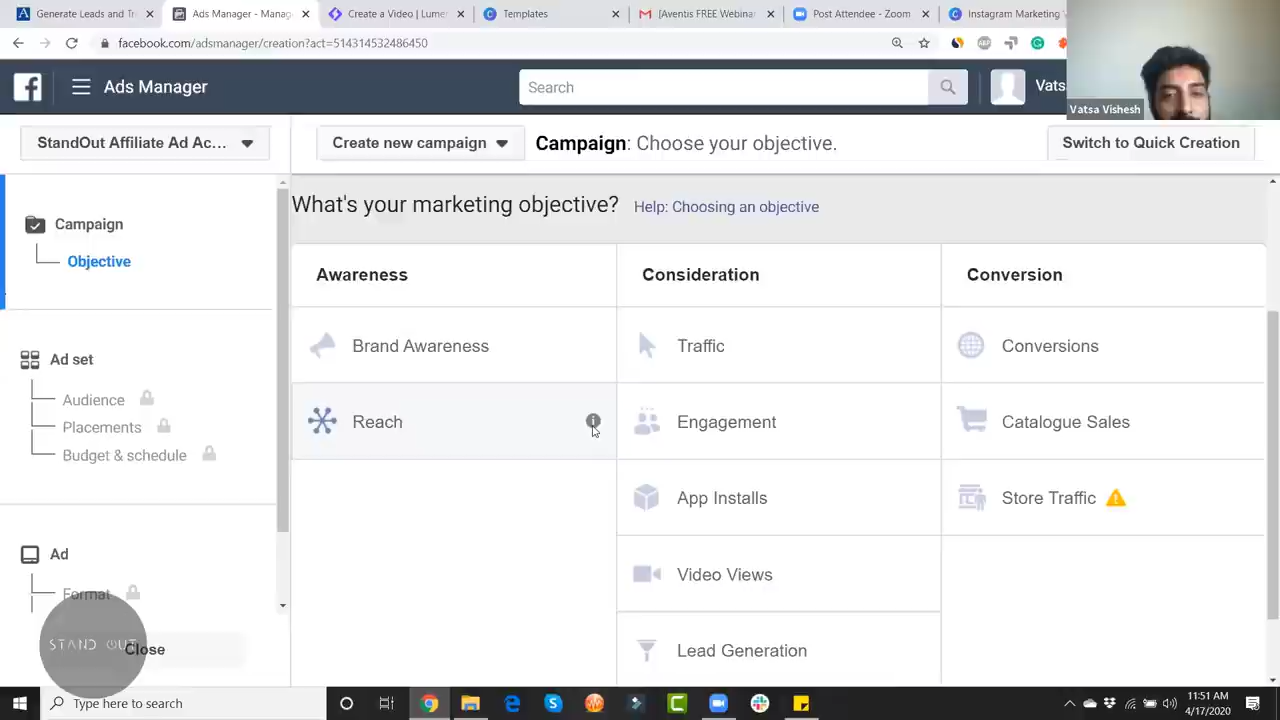 Generate Leads and Tr
Ads Manager - Manag
Create a Video | Lume
Templates
[Aventis FREE Webina
Post Attendee - Zoom
Instagram Marketing
facebook.com/adsmanager/creation?act=514314532486450
Ads Manager
Search
Vats
Vatsa Vishesh
StandOut Affiliate Ad Ac...
Create new campaign
Campaign: Choose your objective.
Switch to Quick Creation
What's your marketing objective?
Help: Choosing an objective
Campaign
Objective
Ad set
Audience
Placements
Budget & schedule
Ad
Format
STAND OUT
Close
Awareness
Consideration
Conversion
Brand Awareness
Traffic
Conversions
Reach
Engagement
Catalogue Sales
App Installs
Store Traffic
Video Views
Lead Generation
Type here to search
11:51 AM
4/17/2020